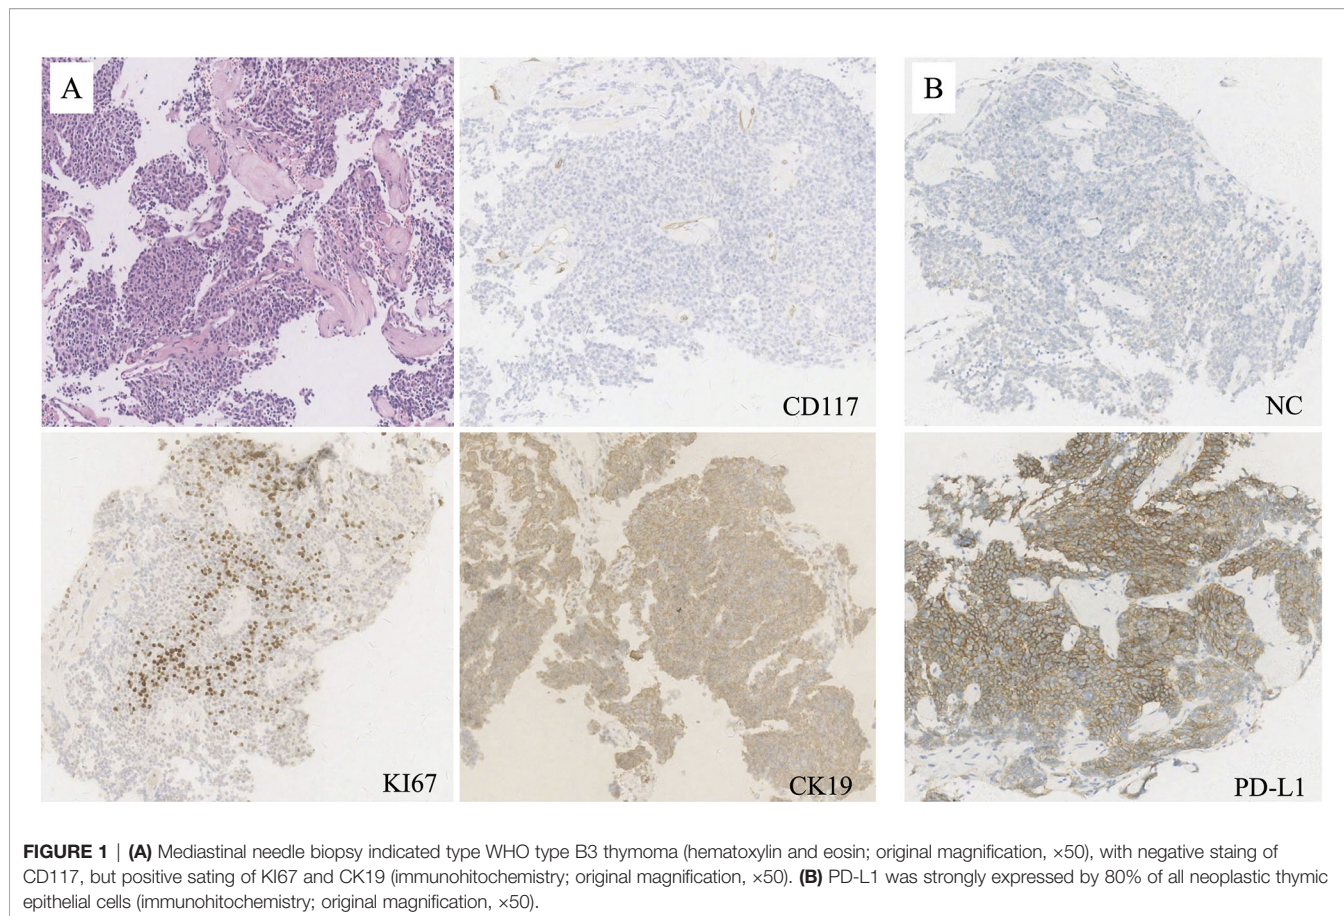 A
B
CD117
NC
KI67
CK19
PD-L1
FIGURE 1 | (A) Mediastinal needle biopsy indicated type WHO type B3 thymoma (hematoxylin and eosin; original magnification, ×50), with negative staing of
CD117, but positive sating of KI67 and CK19 (immunohitochemistry; original magnification, ×50). (B) PD-L1 was strongly expressed by 80% of all neoplastic thymic
epithelial cells (immunohitochemistry; original magnification, ×50).